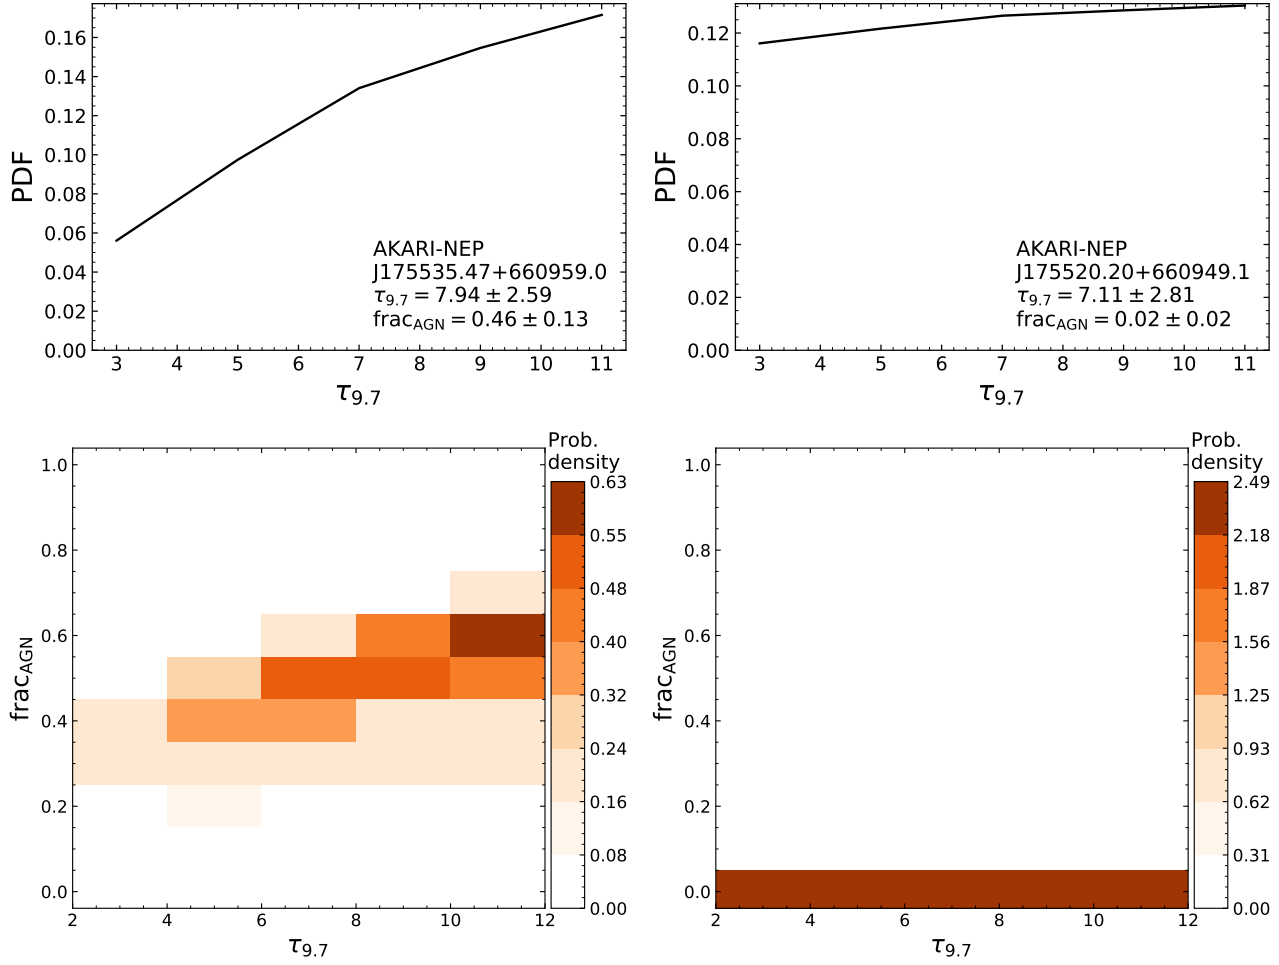 PDF
0.16
0.14
0.12
0.10
0.08
0.06
0.04
0.02
0.00
AKARI-NEP
J175535.47+660959.0
τ9.7 = 7.94 ± 2.59
fracAGN = 0.46 ± 0.13
3 4 5 6 7 8 9 10 11
τ9.7
PDF
0.12
0.10
0.08
0.06
0.04
0.02
0.00
AKARI-NEP
J175520.20+660949.1
τ9.7 = 7.11 ± 2.81
fracAGN = 0.02 ± 0.02
3 4 5 6 7 8 9 10 11
τ9.7
fracAGN
1.0
0.8
0.6
0.4
0.2
0.0
2 4 6 8 10 12
τ9.7
Prob.
density
0.63
0.55
0.48
0.40
0.32
0.24
0.16
0.08
0.00
fracAGN
1.0
0.8
0.6
0.4
0.2
0.0
2 4 6 8 10 12
τ9.7
Prob.
density
2.49
2.18
1.87
1.56
1.25
0.93
0.62
0.31
0.00